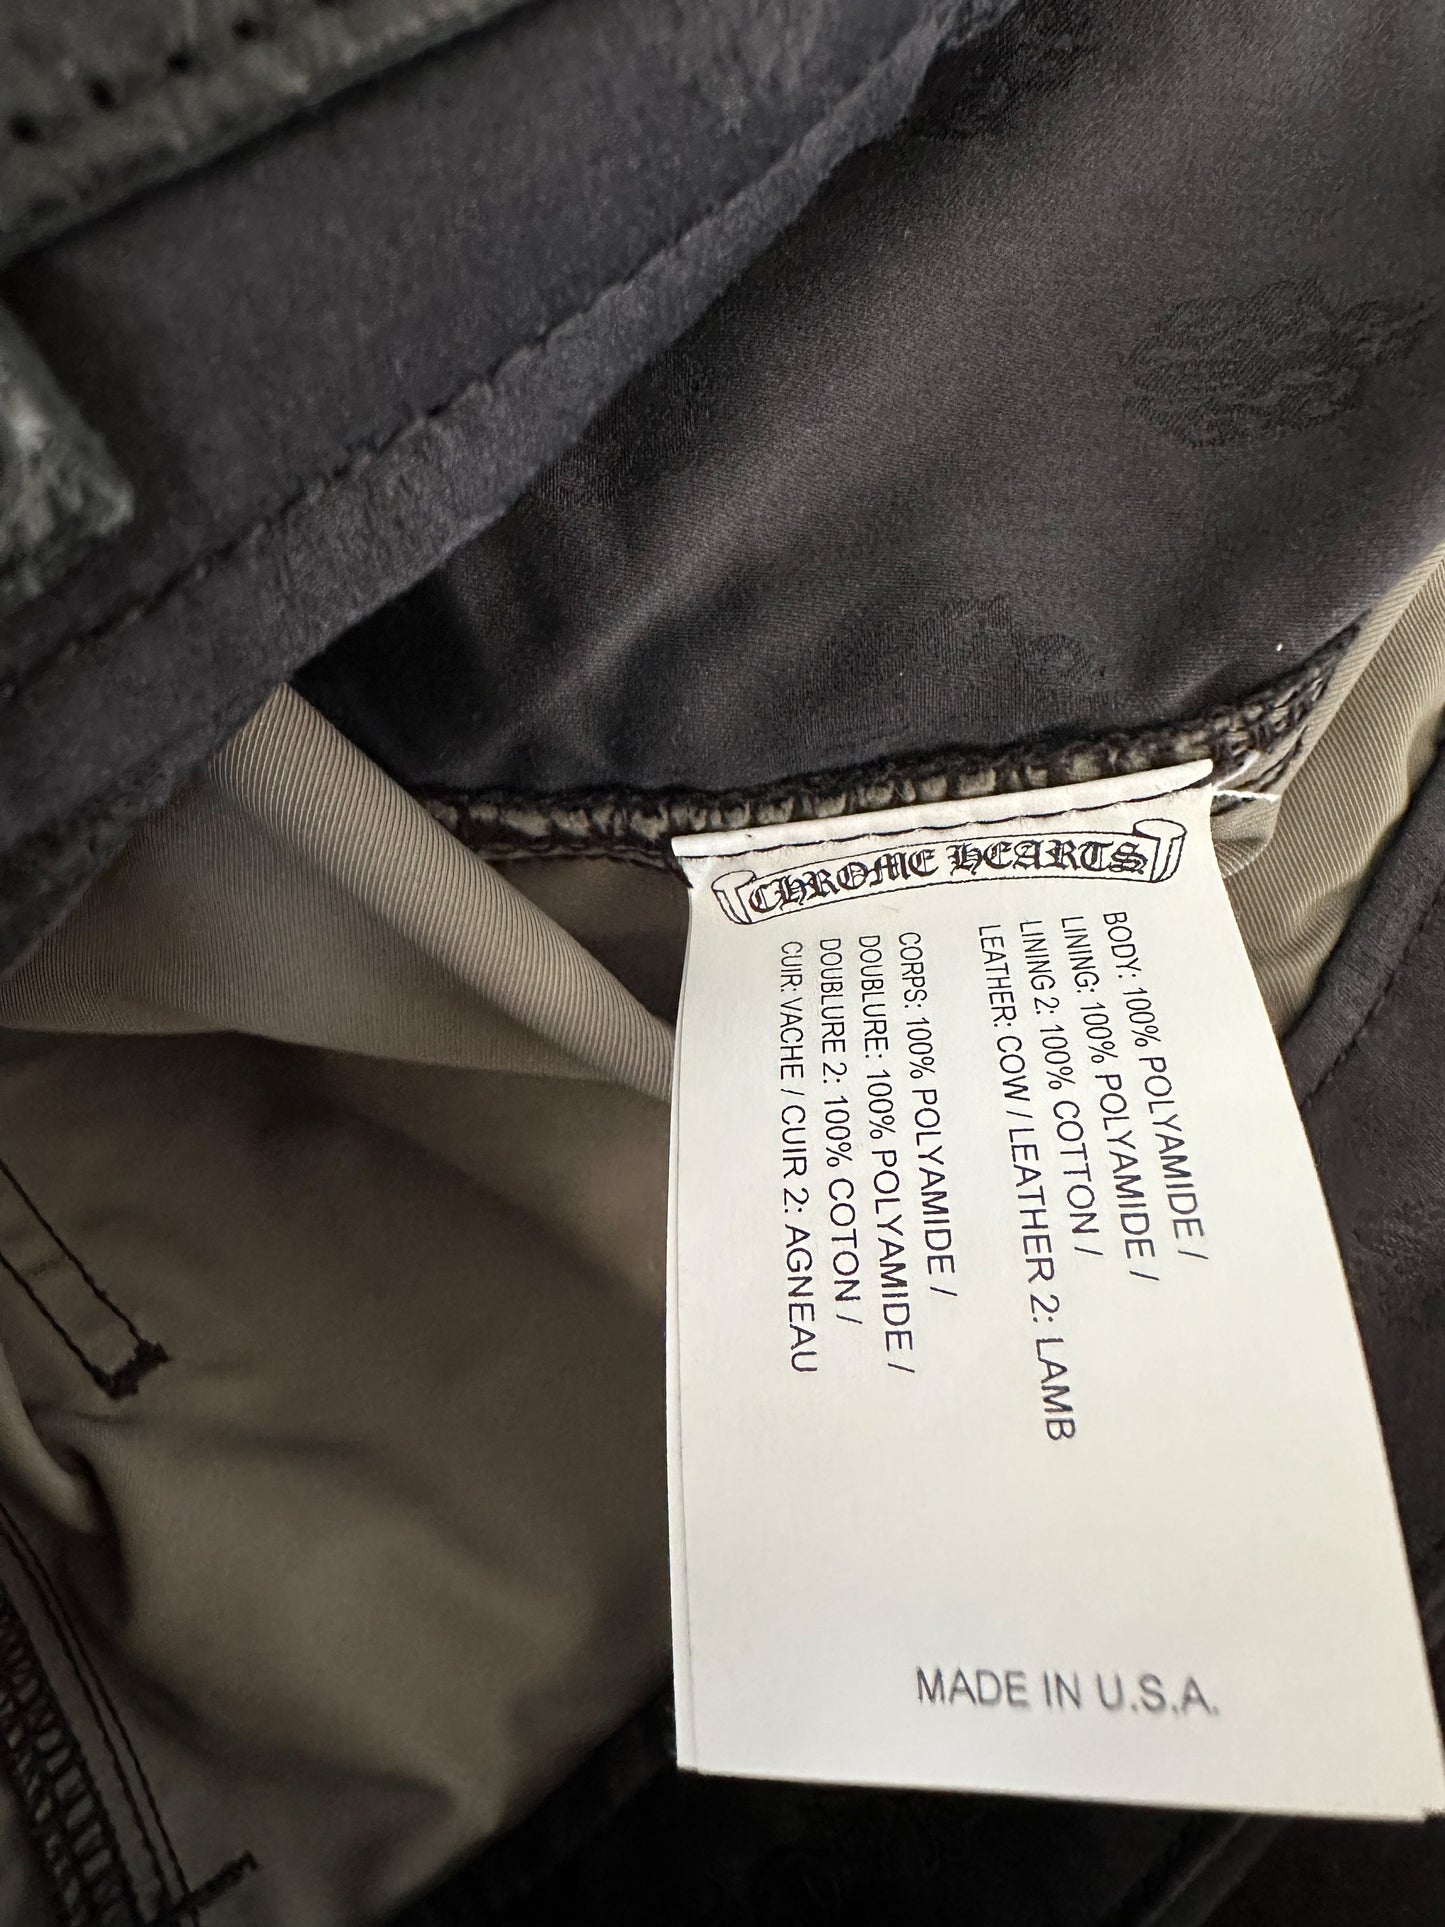 CHROME HEARTS
BODY: 100% POLYAMIDE /
LINING: 100% POLYAMIDE /
LINING 2: 100% COTTON /
LEATHER: COW / LEATHER 2: LAMB
CORPS: 100% POLYAMIDE /
DOUBLURE: 100% POLYAMIDE /
DOUBLURE 2: 100% COTON /
CUIR: VACHE / CUIR 2: AGNEAU
MADE IN U.S.A.